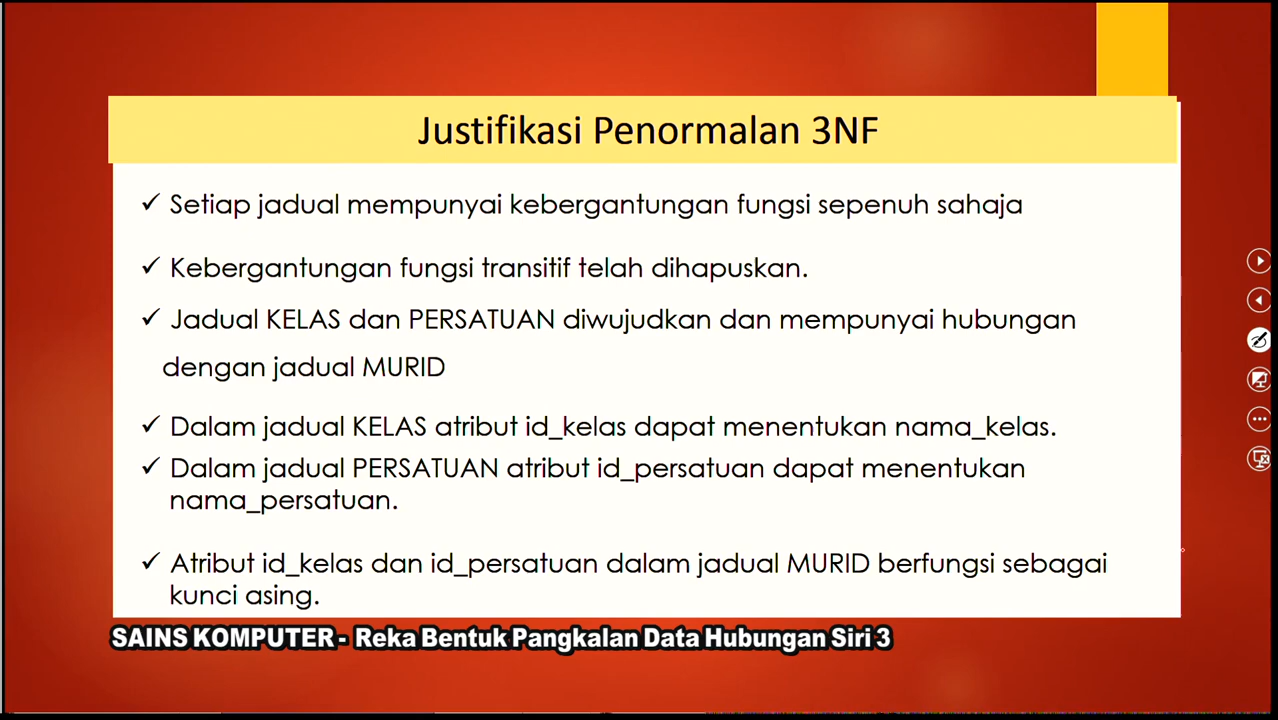 Justifikasi Penormalan 3NF
✓ Setiap jadual mempunyai kebergantungan fungsi sepenuh sahaja
✓ Kebergantungan fungsi transitif telah dihapuskan.
✓ Jadual KELAS dan PERSATUAN diwujudkan dan mempunyai hubungan
dengan jadual MURID
✓ Dalam jadual KELAS atribut id_kelas dapat menentukan nama_kelas.
✓ Dalam jadual PERSATUAN atribut id_persatuan dapat menentukan
nama_persatuan.
✓ Atribut id_kelas dan id_persatuan dalam jadual MURID berfungsi sebagai
kunci asing.
SAINS KOMPUTER - Reka Bentuk Pangkalan Data Hubungan Siri 3